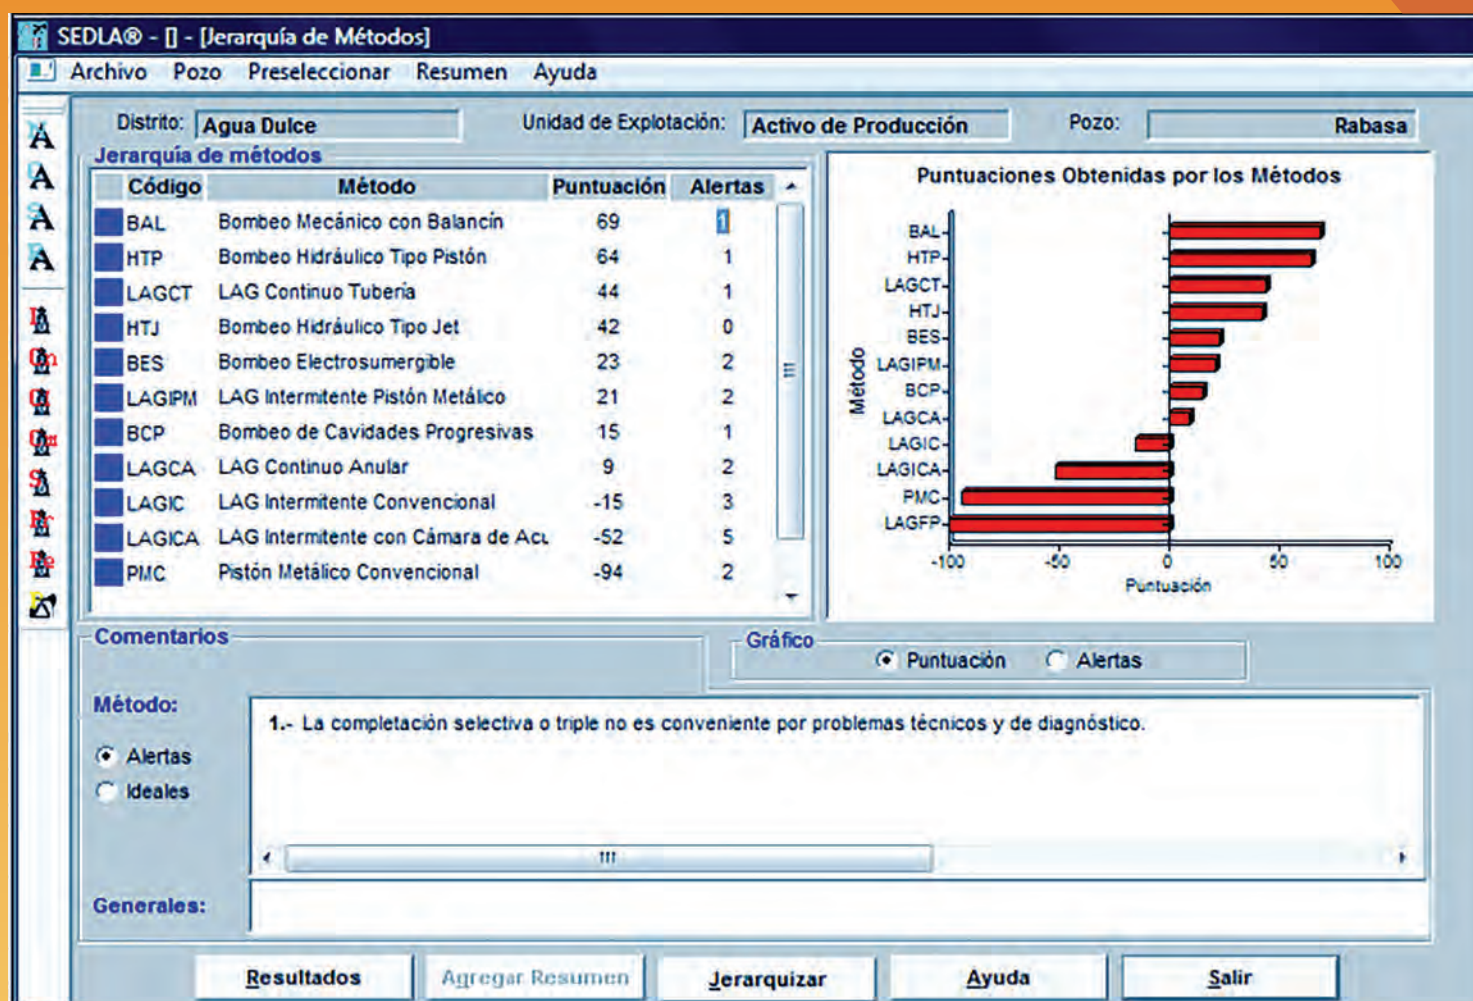 SEDLA® - [] - [Jerarquía de Métodos]
Archivo Pozo Preseleccionar Resumen Ayuda
Distrito: Agua Dulce Unidad de Explotación: Activo de Producción Pozo: Rabasa
Jerarquía de métodos
Código Método Puntuación Alertas
BAL Bombeo Mecánico con Balancín 69 1
HTP Bombeo Hidráulico Tipo Pistón 64 1
LAGCT LAG Continuo Tubería 44 1
HTJ Bombeo Hidráulico Tipo Jet 42 0
BES Bombeo Electrosumergible 23 2
LAGIPM LAG Intermitente Pistón Metálico 21 2
BCP Bombeo de Cavidades Progresivas 15 1
LAGCA LAG Continuo Anular 9 2
LAGIC LAG Intermitente Convencional -15 3
LAGICA LAG Intermitente con Cámara de Acu -52 5
PMC Pistón Metálico Convencional -94 2
Puntuaciones Obtenidas por los Métodos
Método
BAL
HTP
LAGCT
HTJ
BES
LAGIPM
BCP
LAGCA
LAGIC
LAGICA
PMC
LAGFP
-100 -50 0 50 100
Puntuación
Comentarios
Gráfico
Puntuación Alertas
Método:
Alertas
Ideales
1.- La completación selectiva o triple no es conveniente por problemas técnicos y de diagnóstico.
Generales:
Resultados Agregar Resumen Jerarquizar Ayuda Salir